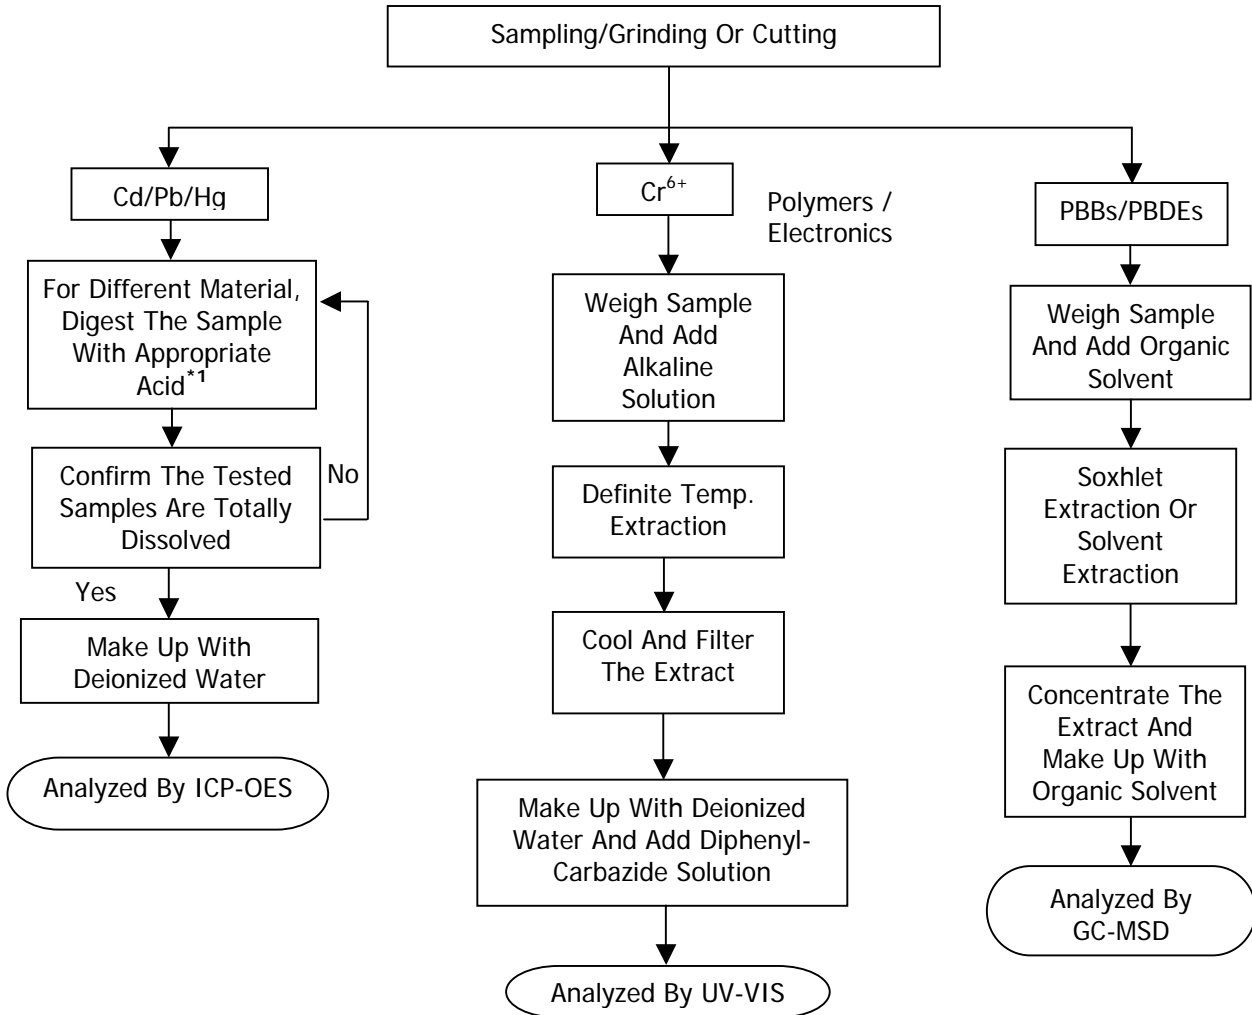 Sampling/Grinding Or Cutting
Cd/Pb/Hg
For Different Material,
Digest The Sample
With Appropriate
Acid*1
Confirm The Tested
Samples Are Totally
Dissolved
No
Yes
Make Up With
Deionized Water
Analyzed By ICP-OES
Cr6+
Polymers /
Electronics
Weigh Sample
And Add
Alkaline
Solution
Definite Temp.
Extraction
Cool And Filter
The Extract
Make Up With Deionized
Water And Add Diphenyl-
Carbazide Solution
Analyzed By UV-VIS
PBBs/PBDEs
Weigh Sample
And Add Organic
Solvent
Soxhlet
Extraction Or
Solvent
Extraction
Concentrate The
Extract And
Make Up With
Organic Solvent
Analyzed By
GC-MSD